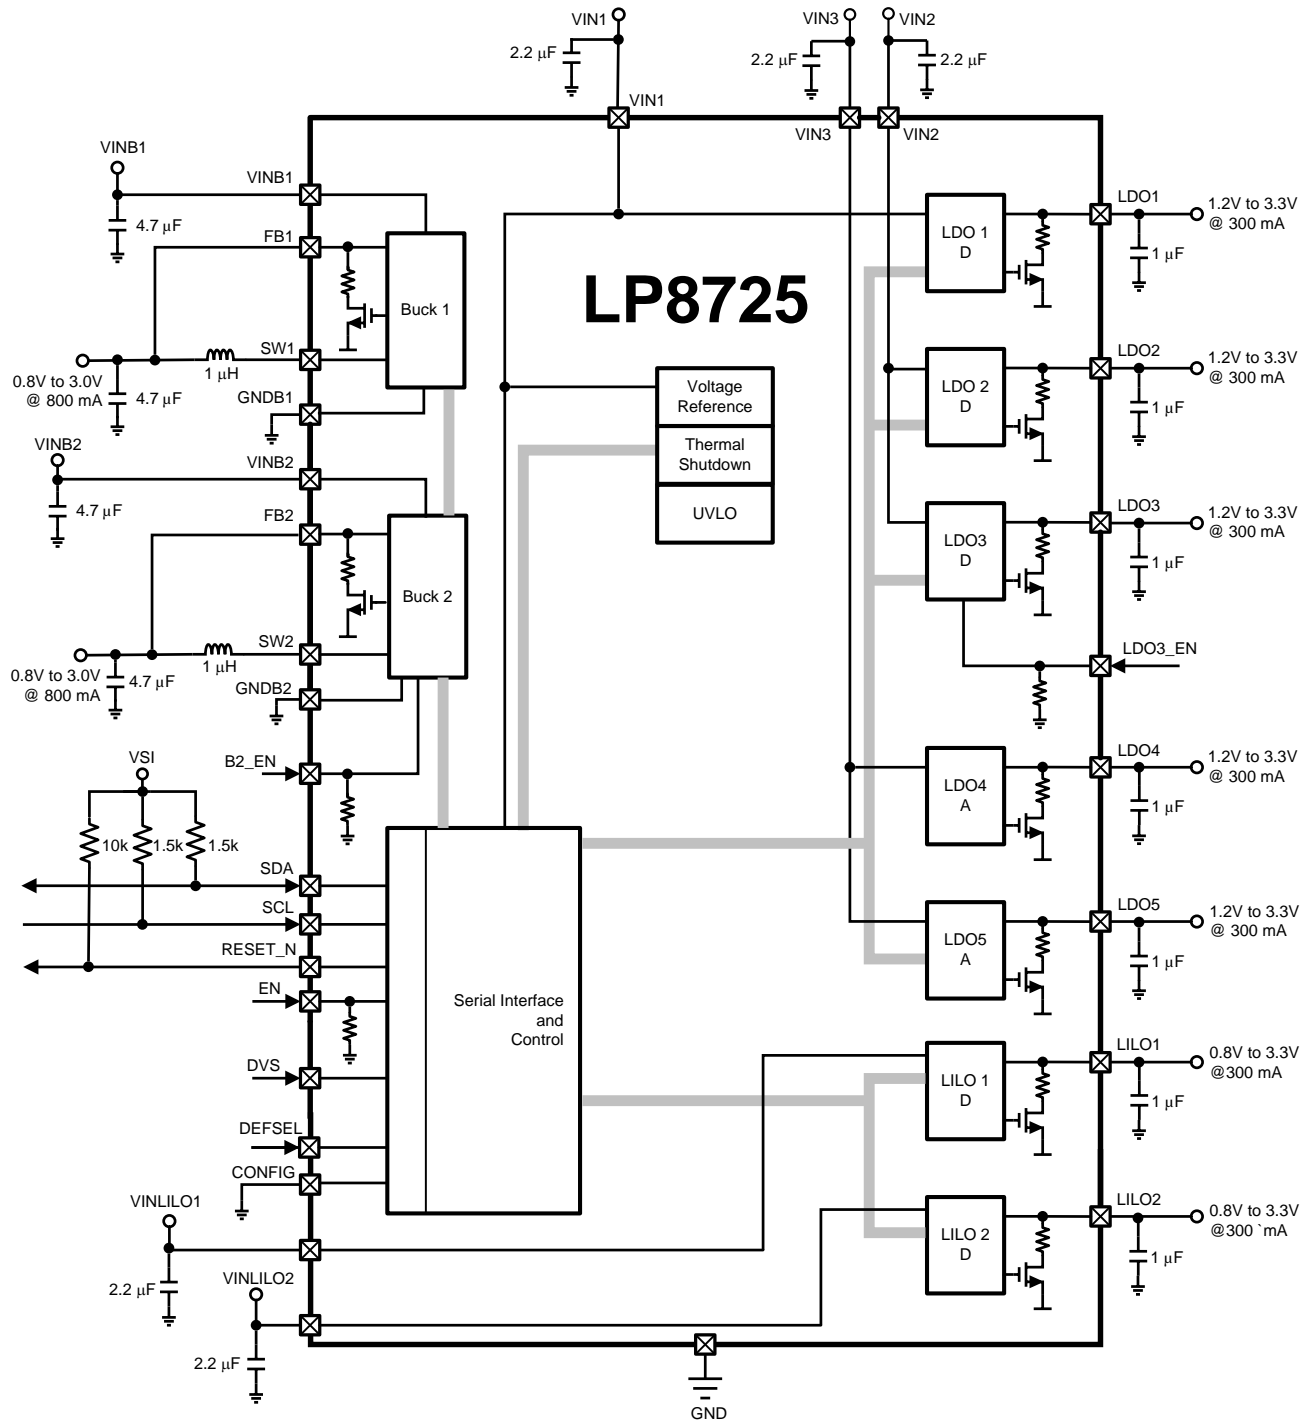 VIN1
VIN3
VIN2
2.2 μF
2.2 μF
2.2 μF
VIN1
VIN3
VIN2
VINB1
VINB1
4.7 μF
FB1
Buck 1
SW1
1 μH
0.8V to 3.0V
@ 800 mA
4.7 μF
GNDB1
VINB2
VINB2
4.7 μF
FB2
Buck 2
SW2
1 μH
0.8V to 3.0V
@ 800 mA
4.7 μF
GNDB2
B2_EN
VSI
10k
1.5k
1.5k
SDA
SCL
RESET_N
EN
DVS
DEFSEL
CONFIG
VINLILO1
2.2 μF
VINLILO2
2.2 μF
LP8725
Voltage
Reference
Thermal
Shutdown
UVLO
Serial Interface
and
Control
LDO 1
D
LDO1
1.2V to 3.3V
@ 300 mA
1 μF
LDO 2
D
LDO2
1.2V to 3.3V
@ 300 mA
1 μF
LDO3
D
LDO3
1.2V to 3.3V
@ 300 mA
1 μF
LDO3_EN
LDO4
A
LDO4
1.2V to 3.3V
@ 300 mA
1 μF
LDO5
A
LDO5
1.2V to 3.3V
@ 300 mA
1 μF
LILO 1
D
LILO1
0.8V to 3.3V
@300 mA
1 μF
LILO 2
D
LILO2
0.8V to 3.3V
@300 `mA
1 μF
GND